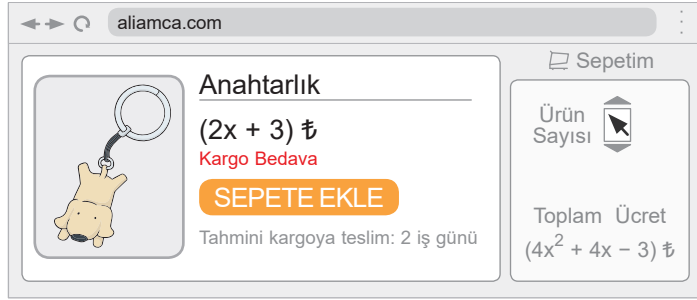 aliamca.com
Sepetim
Anahtarlık
(2x + 3) ₺
Kargo Bedava
SEPETE EKLE
Tahmini kargoya teslim: 2 iş günü
Ürün
Sayısı
Toplam Ücret
(4x² + 4x − 3) ₺